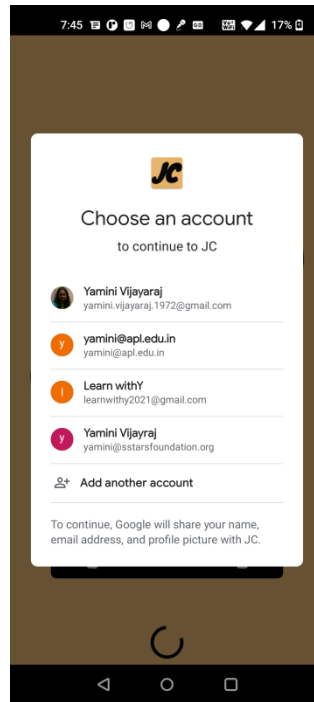 7:45
17%
JC
Choose an account
to continue to JC
Yamini Vijayaraj
yamini.vijayaraj.1972@gmail.com
y
yamini@apl.edu.in
yamini@apl.edu.in
l
Learn withY
learnwithy2021@gmail.com
y
Yamini Vijayraj
yamini@sstarsfoundation.org
Add another account
To continue, Google will share your name,
email address, and profile picture with JC.